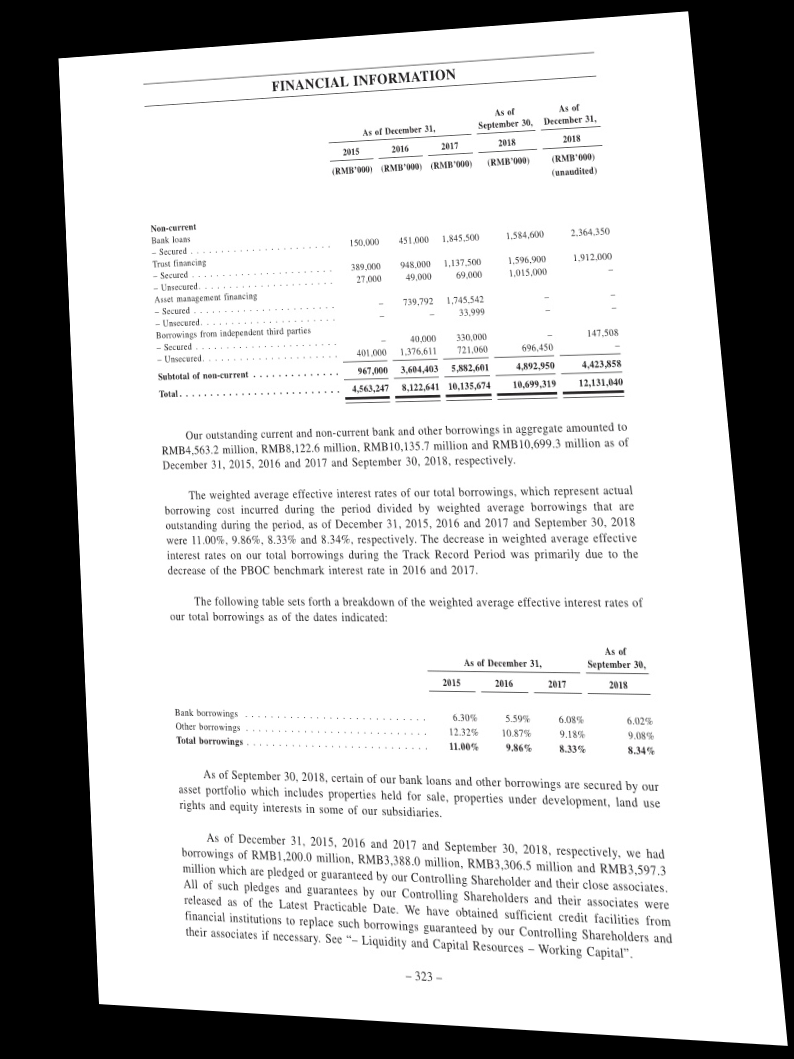 FINANCIAL INFORMATION
As of December 31, As of September 30, As of December 31,
2015 2016 2017 2018 2018
(RMB'000) (RMB'000) (RMB'000) (RMB'000) (RMB'000)
(unaudited)
Non-current
Bank loans
– Secured . . . . . . . . . . . . . . . . . . . . . . . 150,000 451,000 1,845,500 1,584,600 2,364,350
Trust financing
– Secured . . . . . . . . . . . . . . . . . . . . . . . 389,000 948,000 1,137,500 1,596,900 1,912,000
– Unsecured. . . . . . . . . . . . . . . . . . . . . . 27,000 49,000 69,000 1,015,000 –
Asset management financing
– Secured . . . . . . . . . . . . . . . . . . . . . . . – 739,792 1,745,542 – –
– Unsecured. . . . . . . . . . . . . . . . . . . . . . – – 33,999 – –
Borrowings from independent third parties
– Secured . . . . . . . . . . . . . . . . . . . . . . . – 40,000 330,000 – 147,508
– Unsecured. . . . . . . . . . . . . . . . . . . . . . 401,000 1,376,611 721,060 696,450 –
Subtotal of non-current . . . . . . . . . . . . . . 967,000 3,604,403 5,882,601 4,892,950 4,423,858
Total. . . . . . . . . . . . . . . . . . . . . . . . . . 4,563,247 8,122,641 10,135,674 10,699,319 12,131,040
Our outstanding current and non-current bank and other borrowings in aggregate amounted to
RMB4,563.2 million, RMB8,122.6 million, RMB10,135.7 million and RMB10,699.3 million as of
December 31, 2015, 2016 and 2017 and September 30, 2018, respectively.
The weighted average effective interest rates of our total borrowings, which represent actual
borrowing cost incurred during the period divided by weighted average borrowings that are
outstanding during the period, as of December 31, 2015, 2016 and 2017 and September 30, 2018
were 11.00%, 9.86%, 8.33% and 8.34%, respectively. The decrease in weighted average effective
interest rates on our total borrowings during the Track Record Period was primarily due to the
decrease of the PBOC benchmark interest rate in 2016 and 2017.
The following table sets forth a breakdown of the weighted average effective interest rates of
our total borrowings as of the dates indicated:
As of December 31, As of September 30,
2015 2016 2017 2018
Bank borrowings . . . . . . . . . . . . . . . . . . . . . . . . . . . . 6.30% 5.59% 6.08% 6.02%
Other borrowings . . . . . . . . . . . . . . . . . . . . . . . . . . . . 12.32% 10.87% 9.18% 9.08%
Total borrowings . . . . . . . . . . . . . . . . . . . . . . . . . . . . 11.00% 9.86% 8.33% 8.34%
As of September 30, 2018, certain of our bank loans and other borrowings are secured by our
asset portfolio which includes properties held for sale, properties under development, land use
rights and equity interests in some of our subsidiaries.
As of December 31, 2015, 2016 and 2017 and September 30, 2018, respectively, we had
borrowings of RMB1,200.0 million, RMB3,388.0 million, RMB3,306.5 million and RMB3,597.3
million which are pledged or guaranteed by our Controlling Shareholder and their close associates.
All of such pledges and guarantees by our Controlling Shareholders and their associates were
released as of the Latest Practicable Date. We have obtained sufficient credit facilities from
financial institutions to replace such borrowings guaranteed by our Controlling Shareholders and
their associates if necessary. See “– Liquidity and Capital Resources – Working Capital”.
– 323 –